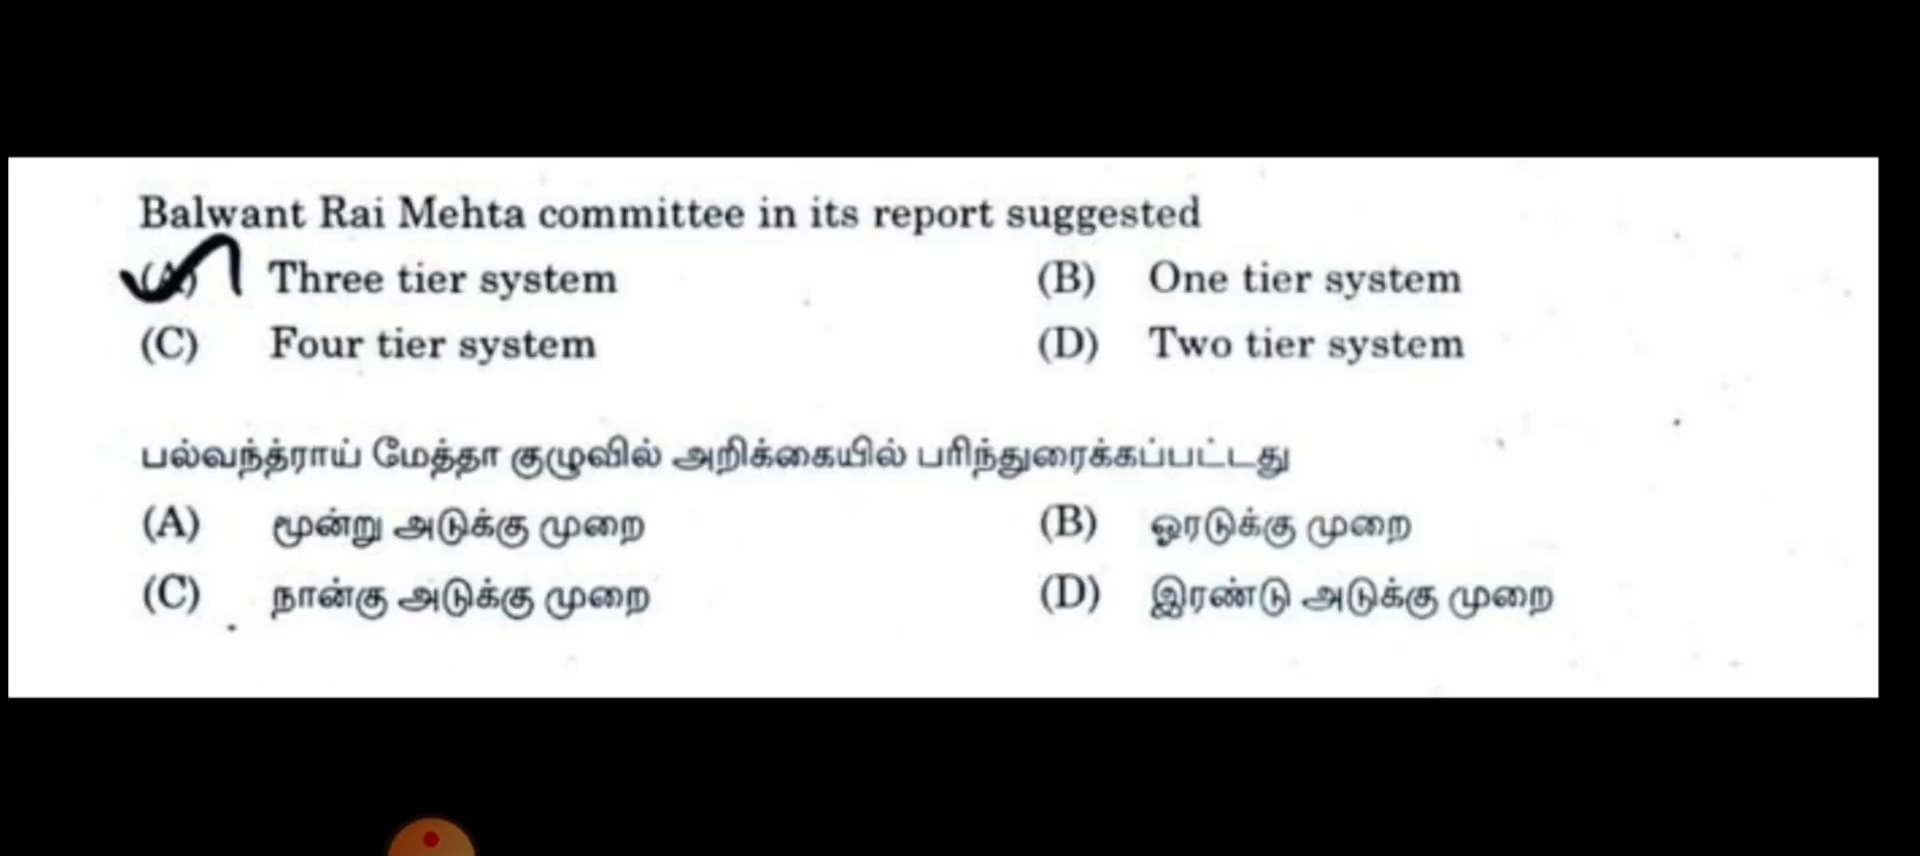 Balwant Rai Mehta committee in its report suggested
(A) Three tier system (B) One tier system
(C) Four tier system (D) Two tier system
பல்வந்த்ராய் மேத்தா குழுவில் அறிக்கையில் பரிந்துரைக்கப்பட்டது
(A) மூன்று அடுக்கு முறை (B) ஓரடுக்கு முறை
(C) நான்கு அடுக்கு முறை (D) இரண்டு அடுக்கு முறை